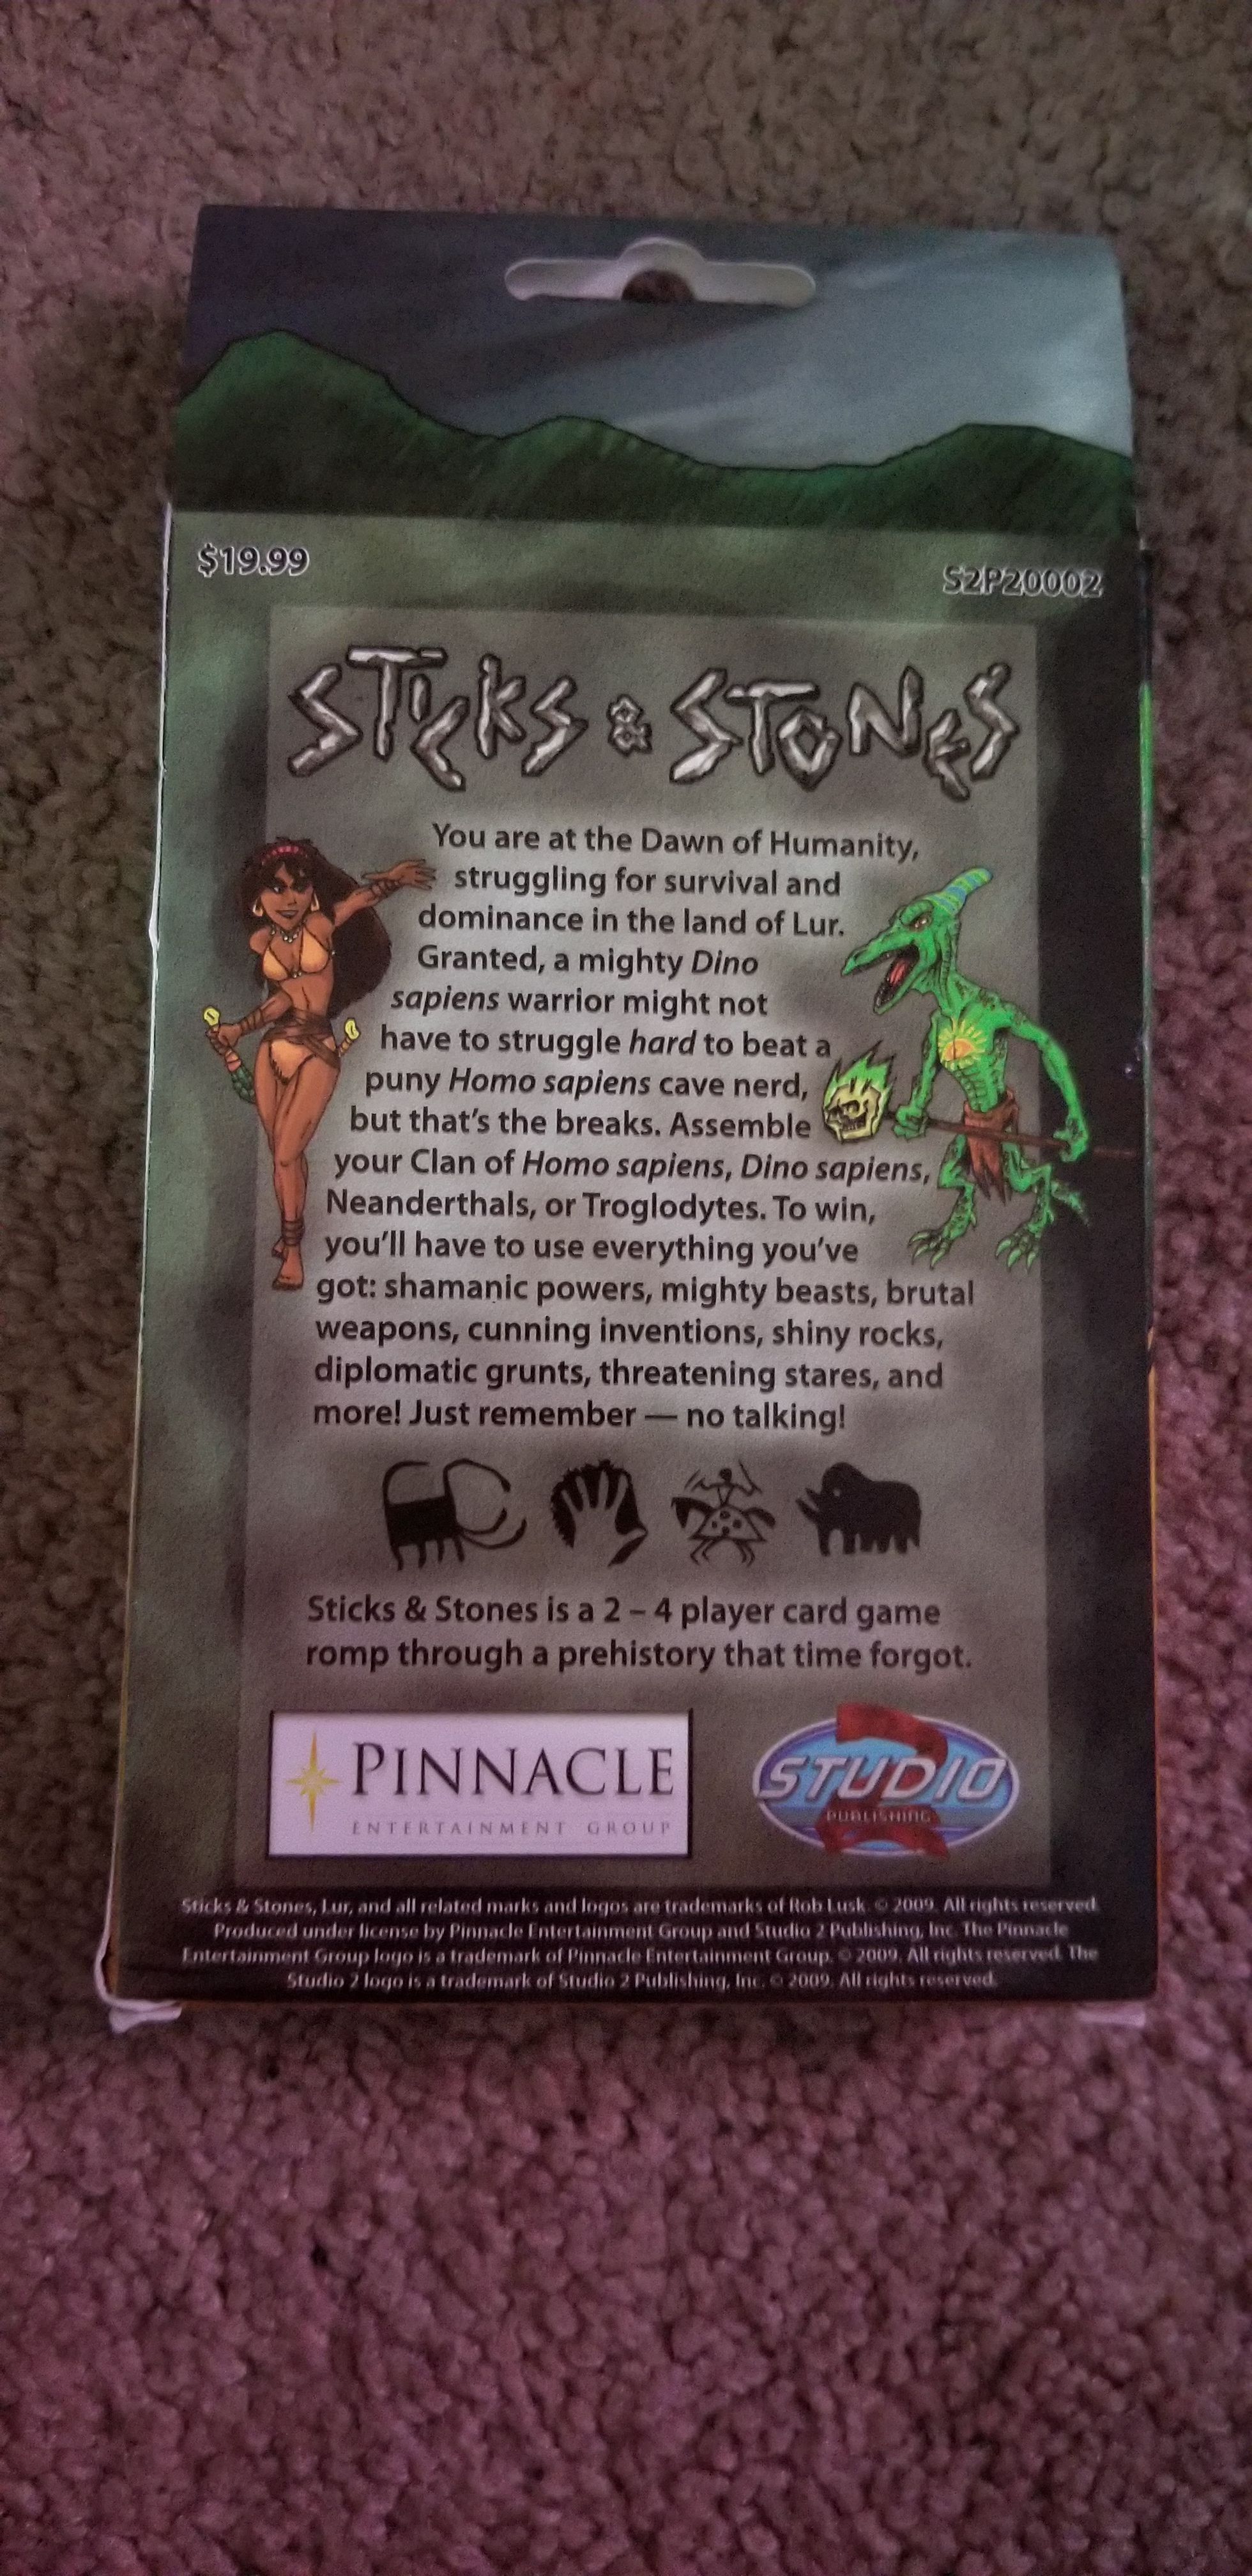 $19.99
S2P20002
STICKS & STONES
You are at the Dawn of Humanity,
struggling for survival and
dominance in the land of Lur.
Granted, a mighty Dino
sapiens warrior might not
have to struggle hard to beat a
puny Homo sapiens cave nerd,
but that's the breaks. Assemble
your Clan of Homo sapiens, Dino sapiens,
Neanderthals, or Troglodytes. To win,
you'll have to use everything you've
got: shamanic powers, mighty beasts, brutal
weapons, cunning inventions, shiny rocks,
diplomatic grunts, threatening stares, and
more! Just remember — no talking!
Sticks & Stones is a 2 – 4 player card game
romp through a prehistory that time forgot.
PINNACLE
ENTERTAINMENT GROUP
STUDIO 2
PUBLISHING
Sticks & Stones, Lur, and all related marks and logos are trademarks of Rob Lusk. © 2009. All rights reserved.
Produced under license by Pinnacle Entertainment Group and Studio 2 Publishing, Inc. The Pinnacle
Entertainment Group logo is a trademark of Pinnacle Entertainment Group. © 2009. All rights reserved. The
Studio 2 logo is a trademark of Studio 2 Publishing, Inc. © 2009. All rights reserved.